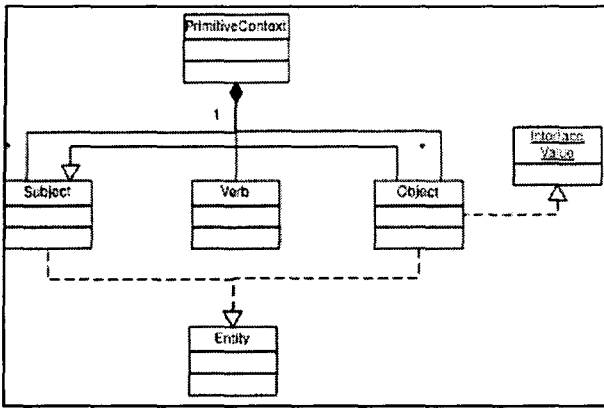 PrimitiveContext
1
Interface
Value
Subject
Verb
Object
Entity